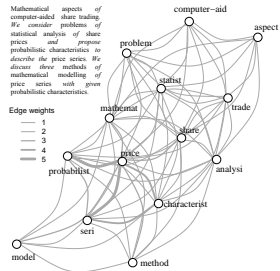 Mathematical aspects of
computer-aided share trading.
We consider problems of
statistical analysis of share
prices and propose
probabilistic characteristics to
describe the price series. We
discuss three methods of
mathematical modelling of
price series with given
probabilistic characteristics.
computer-aid
aspect
problem
statist
trade
mathemat
share
price
probabilist
analysi
characterist
seri
model
method
Edge weights
1
2
3
4
5